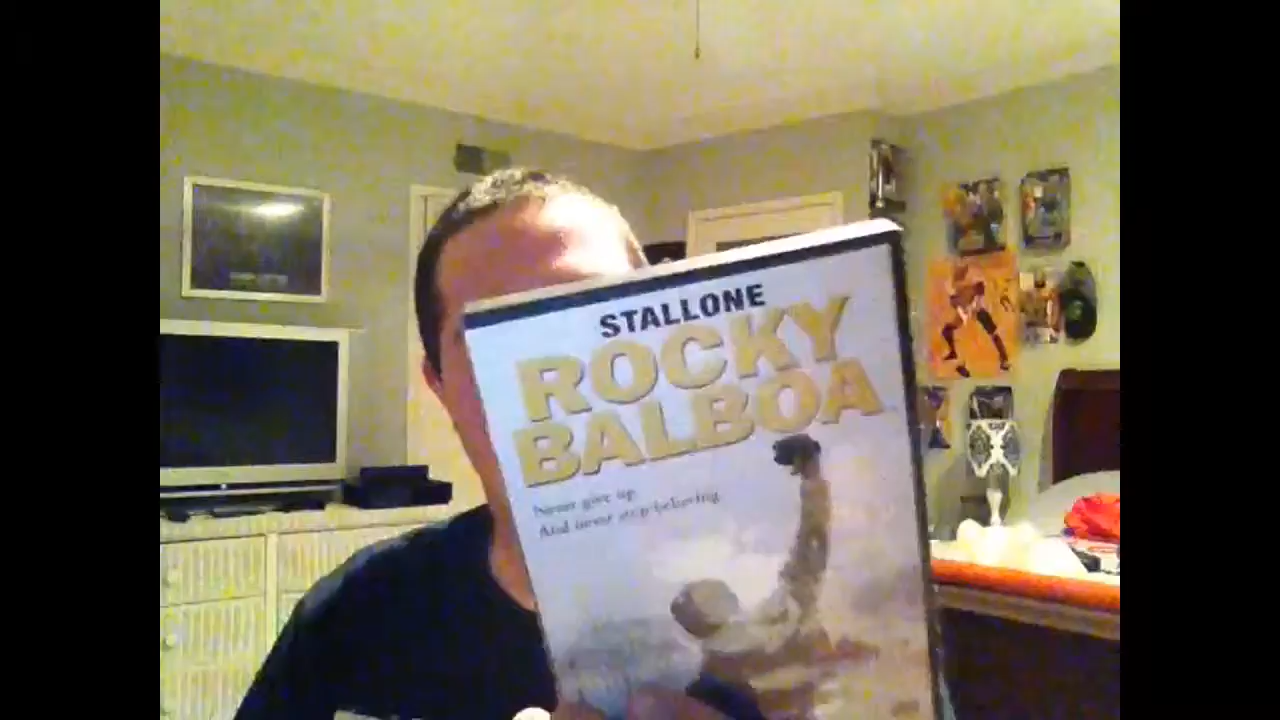 STALLONE
ROCKY
BALBOA
Never give up.
And never stop believing.